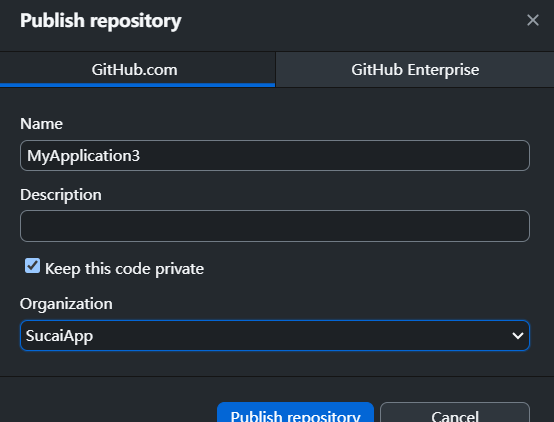 Publish repository
GitHub.com
GitHub Enterprise
Name
MyApplication3
Description
Keep this code private
Organization
SucaiApp
Publish repository
Cancel